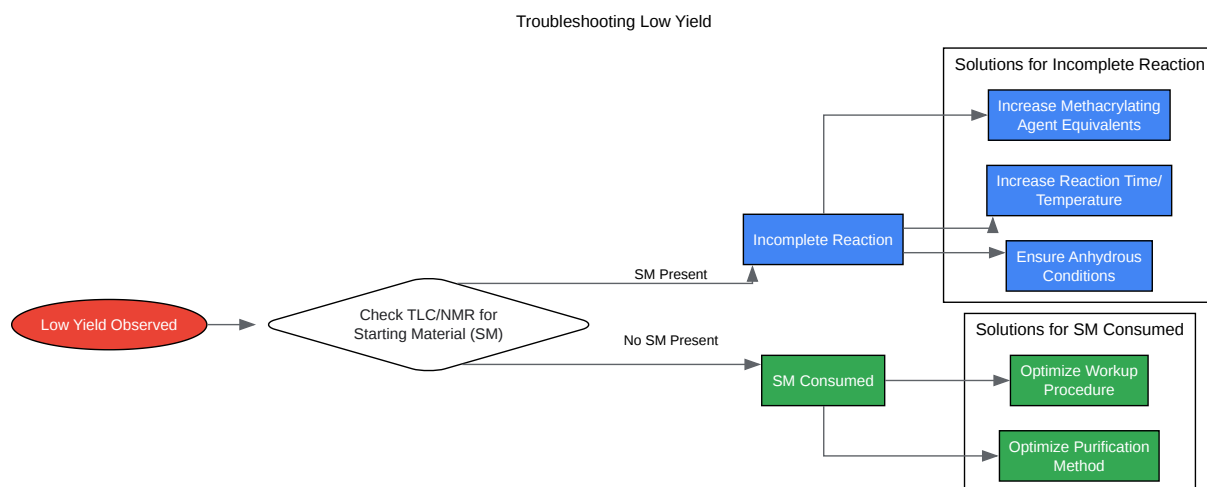 Troubleshooting Low Yield
Solutions for Incomplete Reaction
Increase Methacrylating
Agent Equivalents
Increase Reaction Time/
Temperature
Incomplete Reaction
Ensure Anhydrous
Conditions
SM Present
Low Yield Observed
Check TLC/NMR for
Starting Material (SM)
No SM Present
Solutions for SM Consumed
SM Consumed
Optimize Workup
Procedure
Optimize Purification
Method